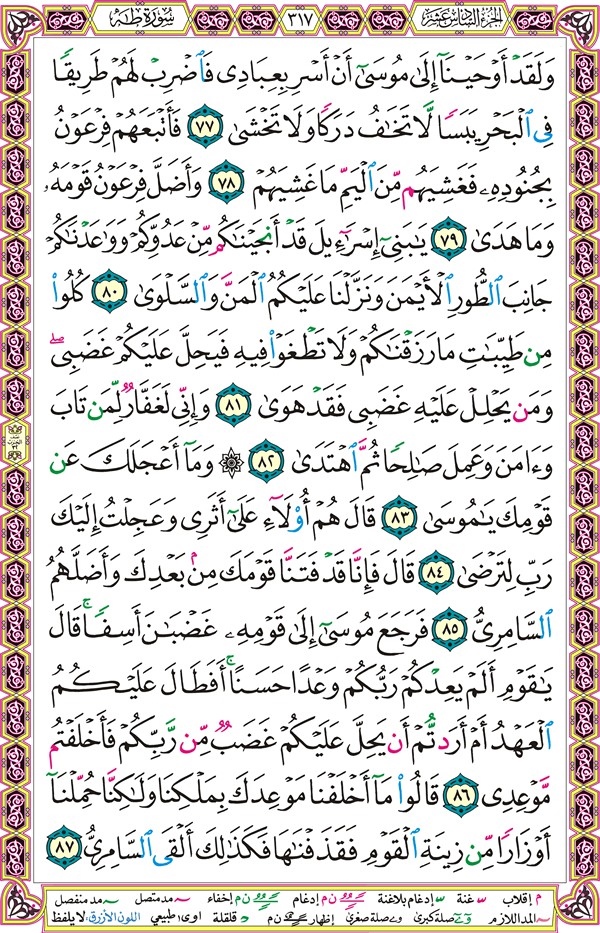 الجزء السادس عشر ٣١٧ سورة طه
وَلَقَدْ أَوْحَيْنَآ إِلَىٰ مُوسَىٰٓ أَنْ أَسْرِ بِعِبَادِى فَٱضْرِبْ لَهُمْ طَرِيقًا
فِى ٱلْبَحْرِ يَبَسًا لَّا تَخَٰفُ دَرَكًا وَلَا تَخْشَىٰ ٧٧ فَأَتْبَعَهُمْ فِرْعَوْنُ
بِجُنُودِهِۦ فَغَشِيَهُم مِّنَ ٱلْيَمِّ مَا غَشِيَهُمْ ٧٨ وَأَضَلَّ فِرْعَوْنُ قَوْمَهُۥ
وَمَا هَدَىٰ ٧٩ يَٰبَنِىٓ إِسْرَٰٓءِيلَ قَدْ أَنجَيْنَٰكُم مِّنْ عَدُوِّكُمْ وَوَٰعَدْنَٰكُمْ
جَانِبَ ٱلطُّورِ ٱلْأَيْمَنَ وَنَزَّلْنَا عَلَيْكُمُ ٱلْمَنَّ وَٱلسَّلْوَىٰ ٨٠ كُلُوا۟
مِن طَيِّبَٰتِ مَا رَزَقْنَٰكُمْ وَلَا تَطْغَوْا۟ فِيهِ فَيَحِلَّ عَلَيْكُمْ غَضَبِى ۖ
وَمَن يَحْلِلْ عَلَيْهِ غَضَبِى فَقَدْ هَوَىٰ ٨١ وَإِنِّى لَغَفَّارٌ لِّمَن تَابَ
وَءَامَنَ وَعَمِلَ صَٰلِحًا ثُمَّ ٱهْتَدَىٰ ٨٢ ۞ وَمَآ أَعْجَلَكَ عَن
قَوْمِكَ يَٰمُوسَىٰ ٨٣ قَالَ هُمْ أُو۟لَآءِ عَلَىٰٓ أَثَرِى وَعَجِلْتُ إِلَيْكَ
رَبِّ لِتَرْضَىٰ ٨٤ قَالَ فَإِنَّا قَدْ فَتَنَّا قَوْمَكَ مِنۢ بَعْدِكَ وَأَضَلَّهُمُ
ٱلسَّامِرِىُّ ٨٥ فَرَجَعَ مُوسَىٰٓ إِلَىٰ قَوْمِهِۦ غَضْبَٰنَ أَسِفًا ۚ قَالَ
يَٰقَوْمِ أَلَمْ يَعِدْكُمْ رَبُّكُمْ وَعْدًا حَسَنًا ۚ أَفَطَالَ عَلَيْكُمُ
ٱلْعَهْدُ أَمْ أَرَدتُّمْ أَن يَحِلَّ عَلَيْكُمْ غَضَبٌ مِّن رَّبِّكُمْ فَأَخْلَفْتُم
مَّوْعِدِى ٨٦ قَالُوا۟ مَآ أَخْلَفْنَا مَوْعِدَكَ بِمَلْكِنَا وَلَٰكِنَّا حُمِّلْنَآ
أَوْزَارًا مِّن زِينَةِ ٱلْقَوْمِ فَقَذَفْنَٰهَا فَكَذَٰلِكَ أَلْقَى ٱلسَّامِرِىُّ ٨٧
م إقلاب غنة إدغام بلاغنة ن م إدغام ن م إخفاء مد متصل مد منفصل
المد اللازم صلة كبرى صلة صغرى إظهار ن م قلقلة اوى طبيعي اللون الأزرق لا يلفظ